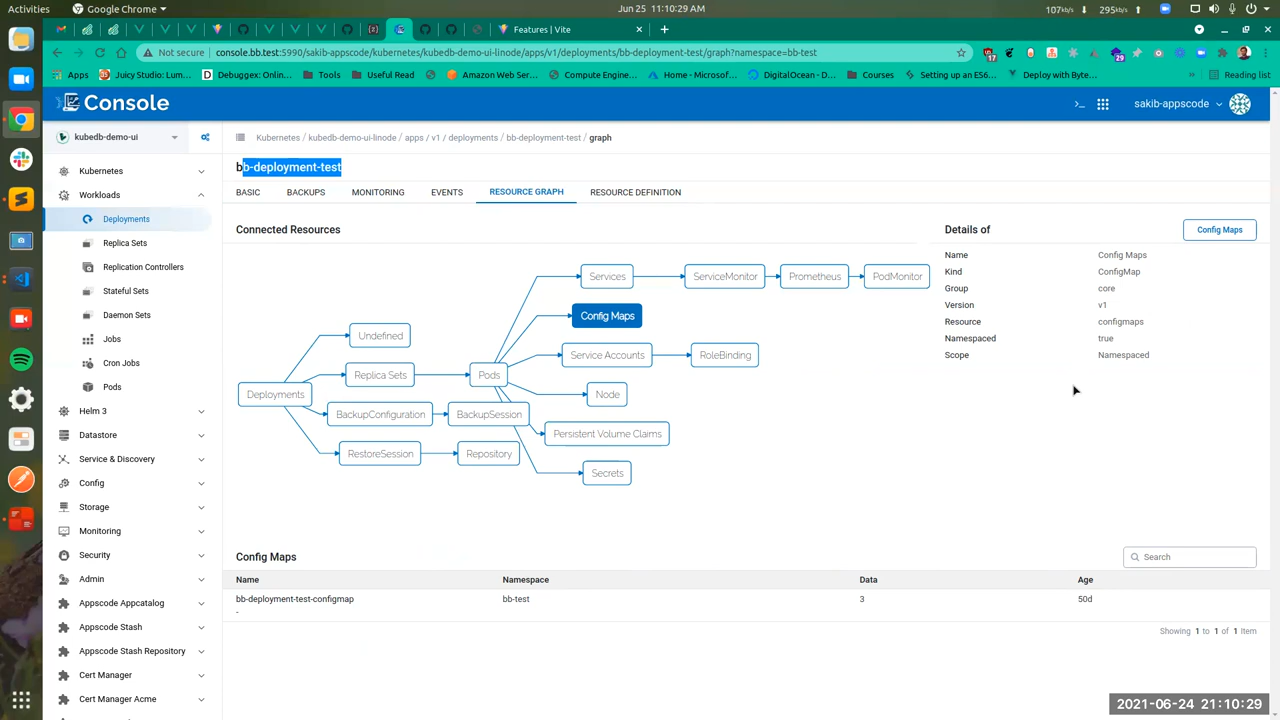 Activities
Google Chrome
Jun 25 11:10:29 AM
107kb/s
295kb/s
Features | Vite
Not secure
console.bb.test:5990/sakib-appscode/kubernetes/kubedb-demo-ui-linode/apps/v1/deployments/bb-deployment-test/graph?namespace=bb-test
17
29
Apps
Juicy Studio: Lum...
Debuggex: Onlin...
Tools
Useful Read
Amazon Web Ser...
Compute Engine...
Home - Microsof...
DigitalOcean - D...
Courses
Setting up an ES6...
Deploy with Byte...
»
Reading list
Console
sakib-appscode
kubedb-demo-ui
Kubernetes / kubedb-demo-ui-linode / apps / v1 / deployments / bb-deployment-test / graph
bb-deployment-test
BASIC
BACKUPS
MONITORING
EVENTS
RESOURCE GRAPH
RESOURCE DEFINITION
Kubernetes
Workloads
Deployments
Replica Sets
Replication Controllers
Stateful Sets
Daemon Sets
Jobs
Cron Jobs
Pods
Helm 3
Datastore
Service & Discovery
Config
Storage
Monitoring
Security
Admin
Appscode Appcatalog
Appscode Stash
Appscode Stash Repository
Cert Manager
Cert Manager Acme
Connected Resources
Services
ServiceMonitor
Prometheus
PodMonitor
Config Maps
Undefined
Service Accounts
RoleBinding
Replica Sets
Pods
Deployments
Node
BackupConfiguration
BackupSession
Persistent Volume Claims
RestoreSession
Repository
Secrets
Details of
Config Maps
Name Config Maps
Kind ConfigMap
Group core
Version v1
Resource configmaps
Namespaced true
Scope Namespaced
Config Maps
Search
Name Namespace Data Age
bb-deployment-test-configmap bb-test 3 50d
-
Showing 1 to 1 of 1 Item
2021-06-24 21:10:29